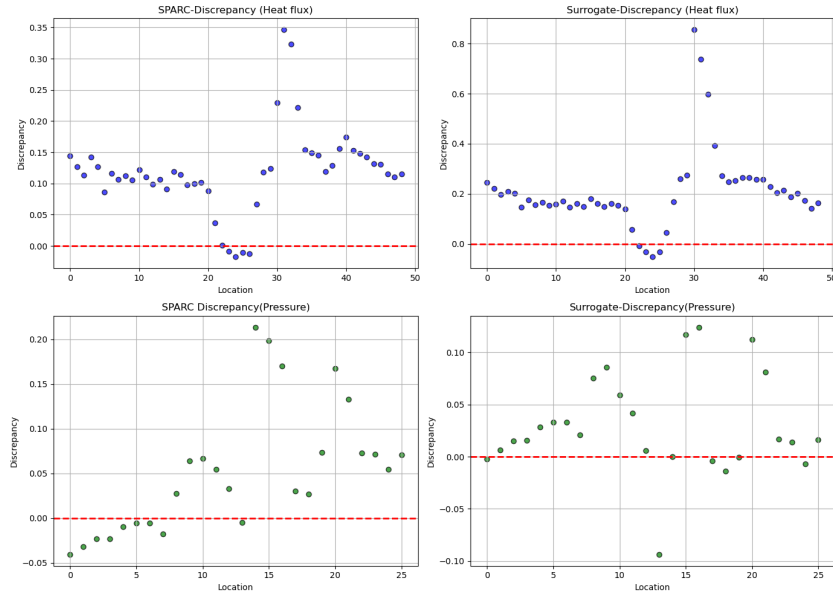 SPARC-Discrepancy (Heat flux)
0.35
0.30
0.25
0.20
0.15
0.10
0.05
0.00
Discrepancy
0 10 20 30 40 50
Location
Surrogate-Discrepancy (Heat flux)
0.8
0.6
0.4
0.2
0.0
Discrepancy
0 10 20 30 40 50
Location
SPARC Discrepancy(Pressure)
0.20
0.15
0.10
0.05
0.00
−0.05
Discrepancy
0 5 10 15 20 25
Location
Surrogate-Discrepancy(Pressure)
0.10
0.05
0.00
−0.05
−0.10
Discrepancy
0 5 10 15 20 25
Location